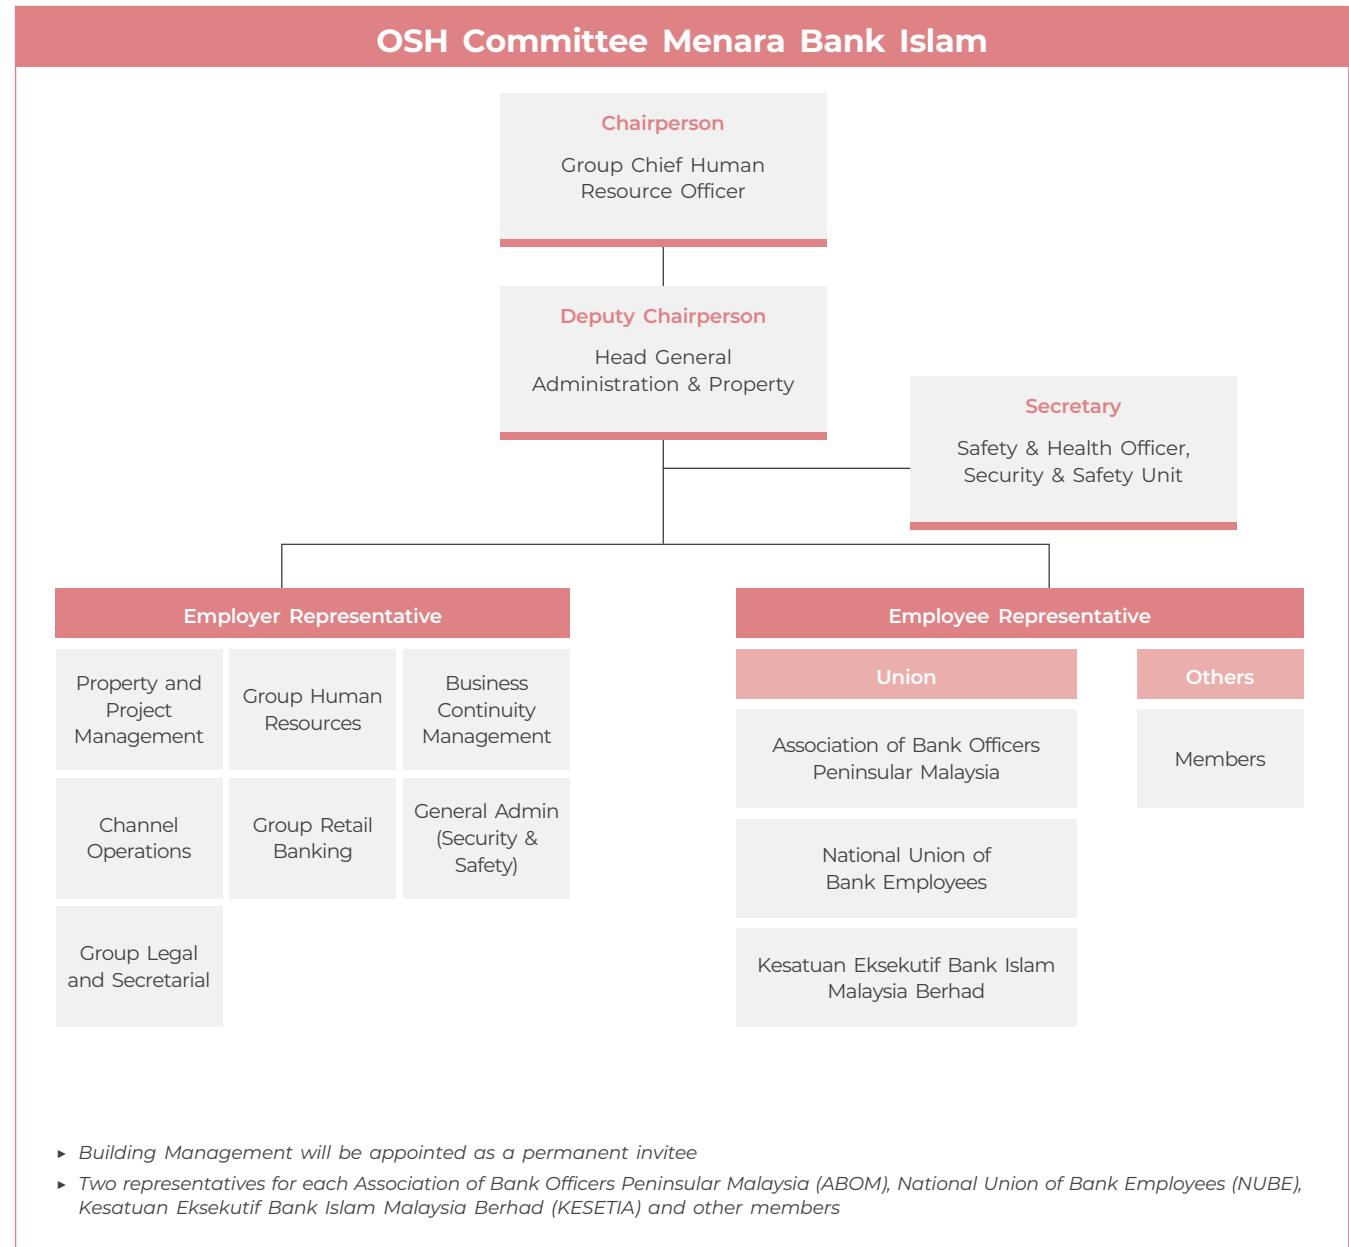 OSH Committee Menara Bank Islam
Chairperson
Group Chief Human
Resource Officer
Deputy Chairperson
Head General
Administration & Property
Secretary
Safety & Health Officer,
Security & Safety Unit
Employer Representative
Property and
Project
Management
Group Human
Resources
Business
Continuity
Management
Channel
Operations
Group Retail
Banking
General Admin
(Security &
Safety)
Group Legal
and Secretarial
Employee Representative
Union
Association of Bank Officers
Peninsular Malaysia
National Union of
Bank Employees
Kesatuan Eksekutif Bank Islam
Malaysia Berhad
Others
Members
▸ Building Management will be appointed as a permanent invitee
▸ Two representatives for each Association of Bank Officers Peninsular Malaysia (ABOM), National Union of Bank Employees (NUBE),
Kesatuan Eksekutif Bank Islam Malaysia Berhad (KESETIA) and other members